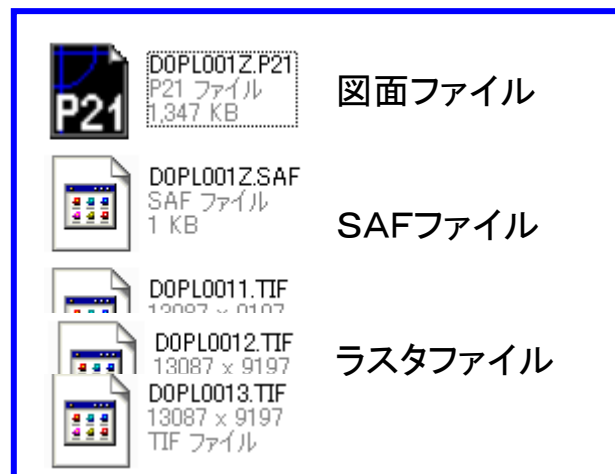 D0PL001Z.P21
P21 ファイル
1,347 KB
P21
図面ファイル
D0PL001Z.SAF
SAF ファイル
1 KB
SAFファイル
D0PL0011.TIF
13087 x 9197
D0PL0012.TIF
13087 x 9197
ラスタファイル
D0PL0013.TIF
13087 x 9197
TIF ファイル